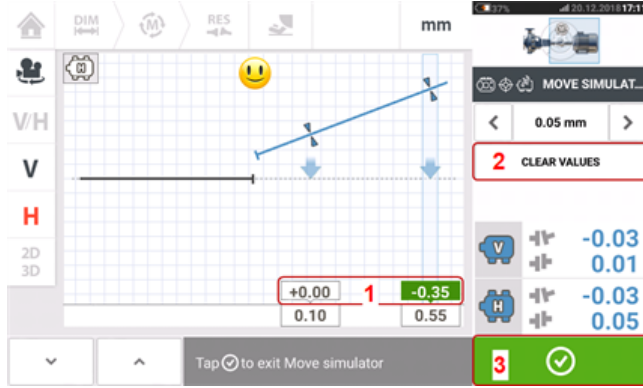 DIM
M
RES
mm
37%
20.12.2018 17:11
H
V/H
V
H
2D
3D
MOVE SIMULAT...
0.05 mm
2 CLEAR VALUES
+0.00 1 -0.35
0.10 0.55
V -0.03
0.01
H -0.03
0.05
Tap to exit Move simulator
3